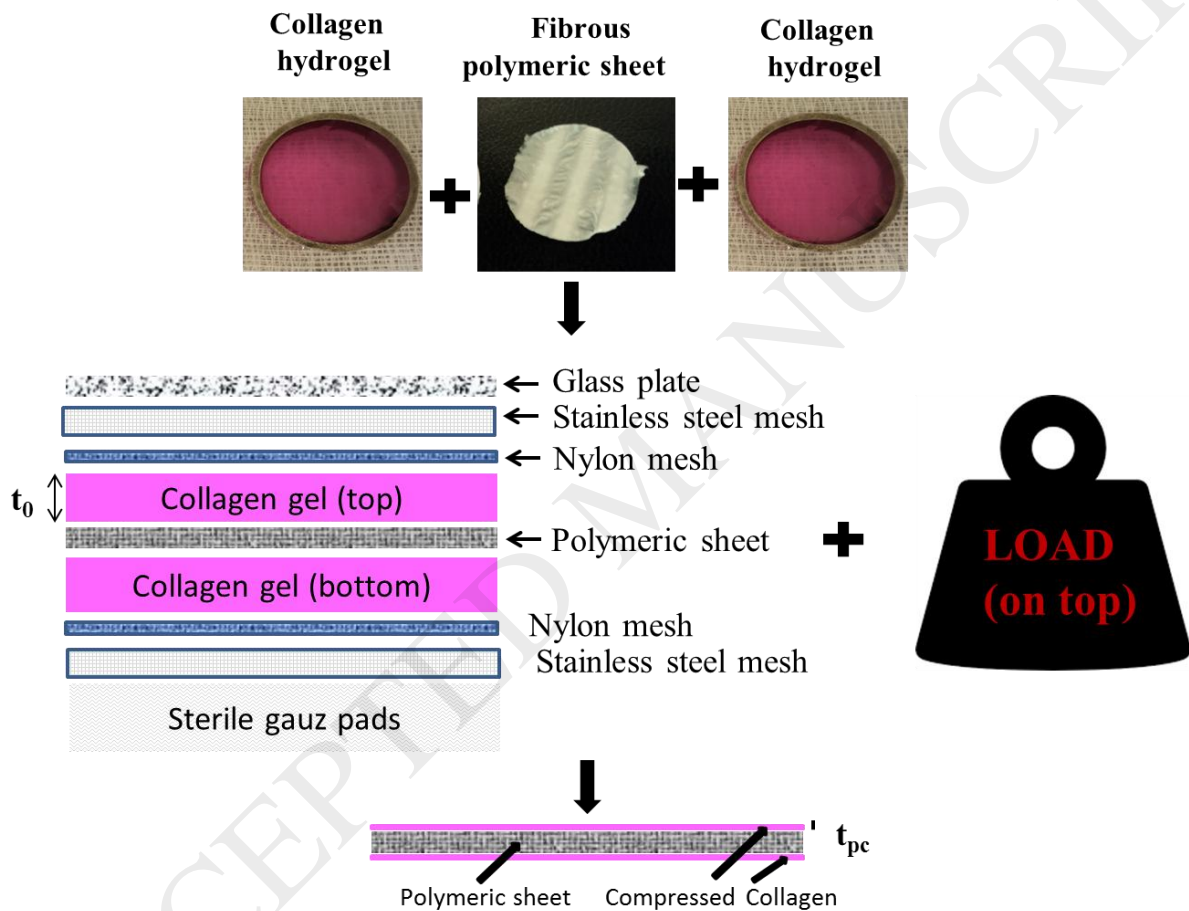 Collagen
hydrogel
Fibrous
polymeric sheet
Collagen
hydrogel
Glass plate
Stainless steel mesh
Nylon mesh
t0
Collagen gel (top)
Polymeric sheet
Collagen gel (bottom)
Nylon mesh
Stainless steel mesh
Sterile gauz pads
LOAD
(on top)
tpc
Polymeric sheet
Compressed Collagen
CEPTED MANUSCRI